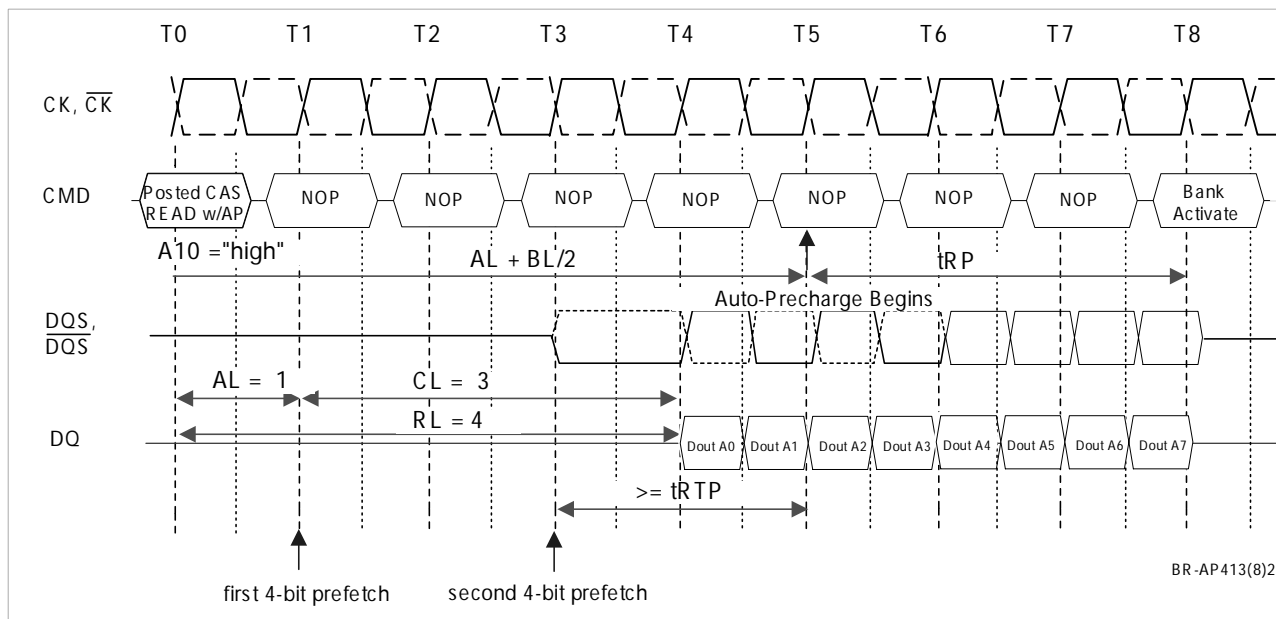 T0 T1 T2 T3 T4 T5 T6 T7 T8
CK, CK
CMD
Posted CAS
READ w/AP
NOP NOP NOP NOP NOP NOP NOP
Bank
Activate
A10 ="high"
AL + BL/2
tRP
Auto-Precharge Begins
DQS,
DQS
AL = 1
CL = 3
RL = 4
DQ
Dout A0 Dout A1 Dout A2 Dout A3 Dout A4 Dout A5 Dout A6 Dout A7
>= tRTP
first 4-bit prefetch
second 4-bit prefetch
BR-AP413(8)2